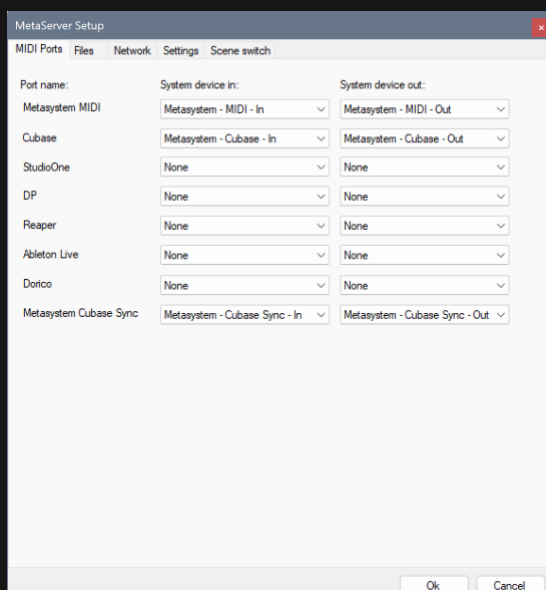 MetaServer Setup
MIDI Ports Files Network Settings Scene switch
Port name: System device in: System device out:
Metasystem MIDI Metasystem - MIDI - In Metasystem - MIDI - Out
Cubase Metasystem - Cubase - In Metasystem - Cubase - Out
StudioOne None None
DP None None
Reaper None None
Ableton Live None None
Dorico None None
Metasystem Cubase Sync Metasystem - Cubase Sync - In Metasystem - Cubase Sync - Out
Ok Cancel